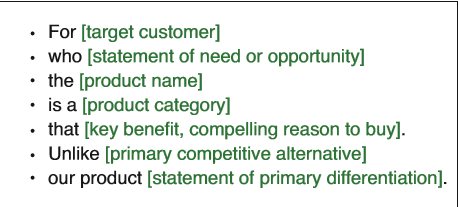 • For [target customer]
• who [statement of need or opportunity]
• the [product name]
• is a [product category]
• that [key benefit, compelling reason to buy].
• Unlike [primary competitive alternative]
• our product [statement of primary differentiation].